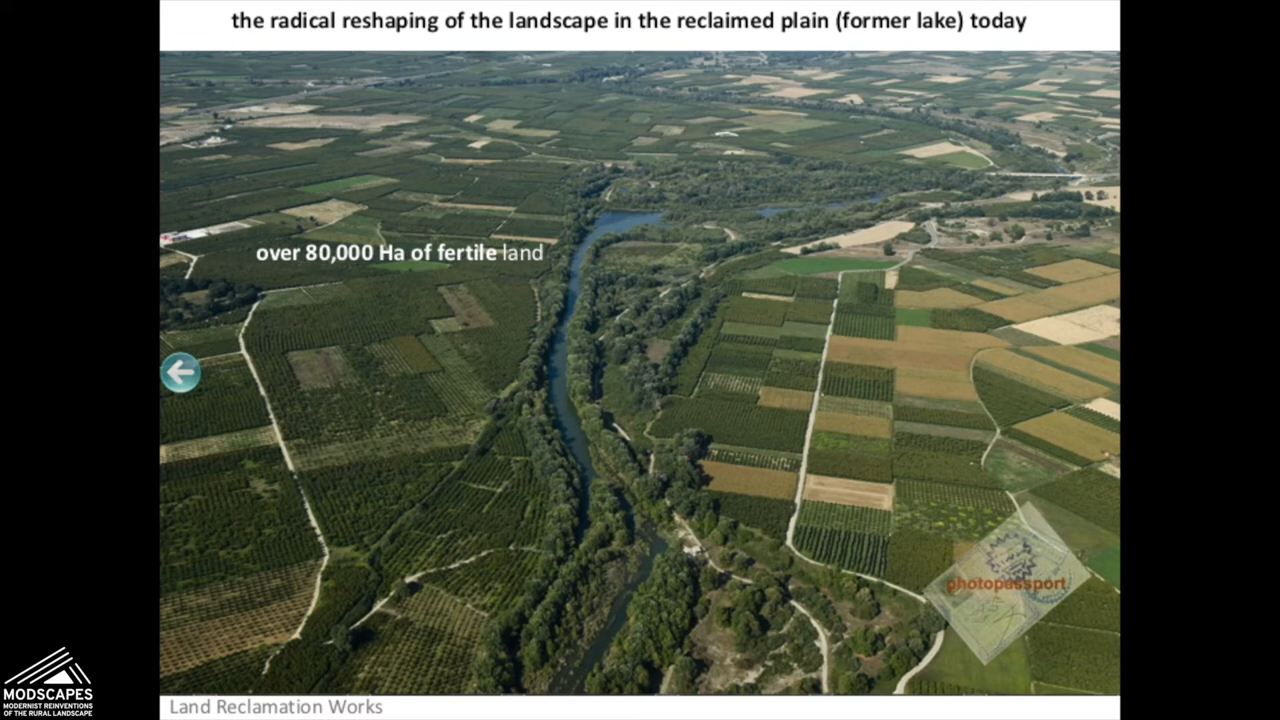 the radical reshaping of the landscape in the reclaimed plain (former lake) today
over 80,000 Ha of fertile land
photopassport
MODSCAPES
MODERNIST REINVENTIONS
OF THE RURAL LANDSCAPE
Land Reclamation Works